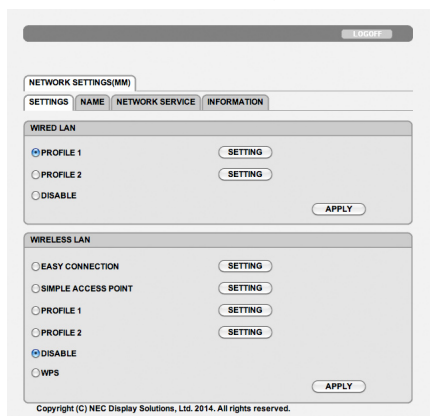 LOGOFF
NETWORK SETTINGS(MM)
SETTINGS NAME NETWORK SERVICE INFORMATION
WIRED LAN
PROFILE 1 SETTING
PROFILE 2 SETTING
DISABLE
APPLY
WIRELESS LAN
EASY CONNECTION SETTING
SIMPLE ACCESS POINT SETTING
PROFILE 1 SETTING
PROFILE 2 SETTING
DISABLE
WPS
APPLY
Copyright (C) NEC Display Solutions, Ltd. 2014. All rights reserved.